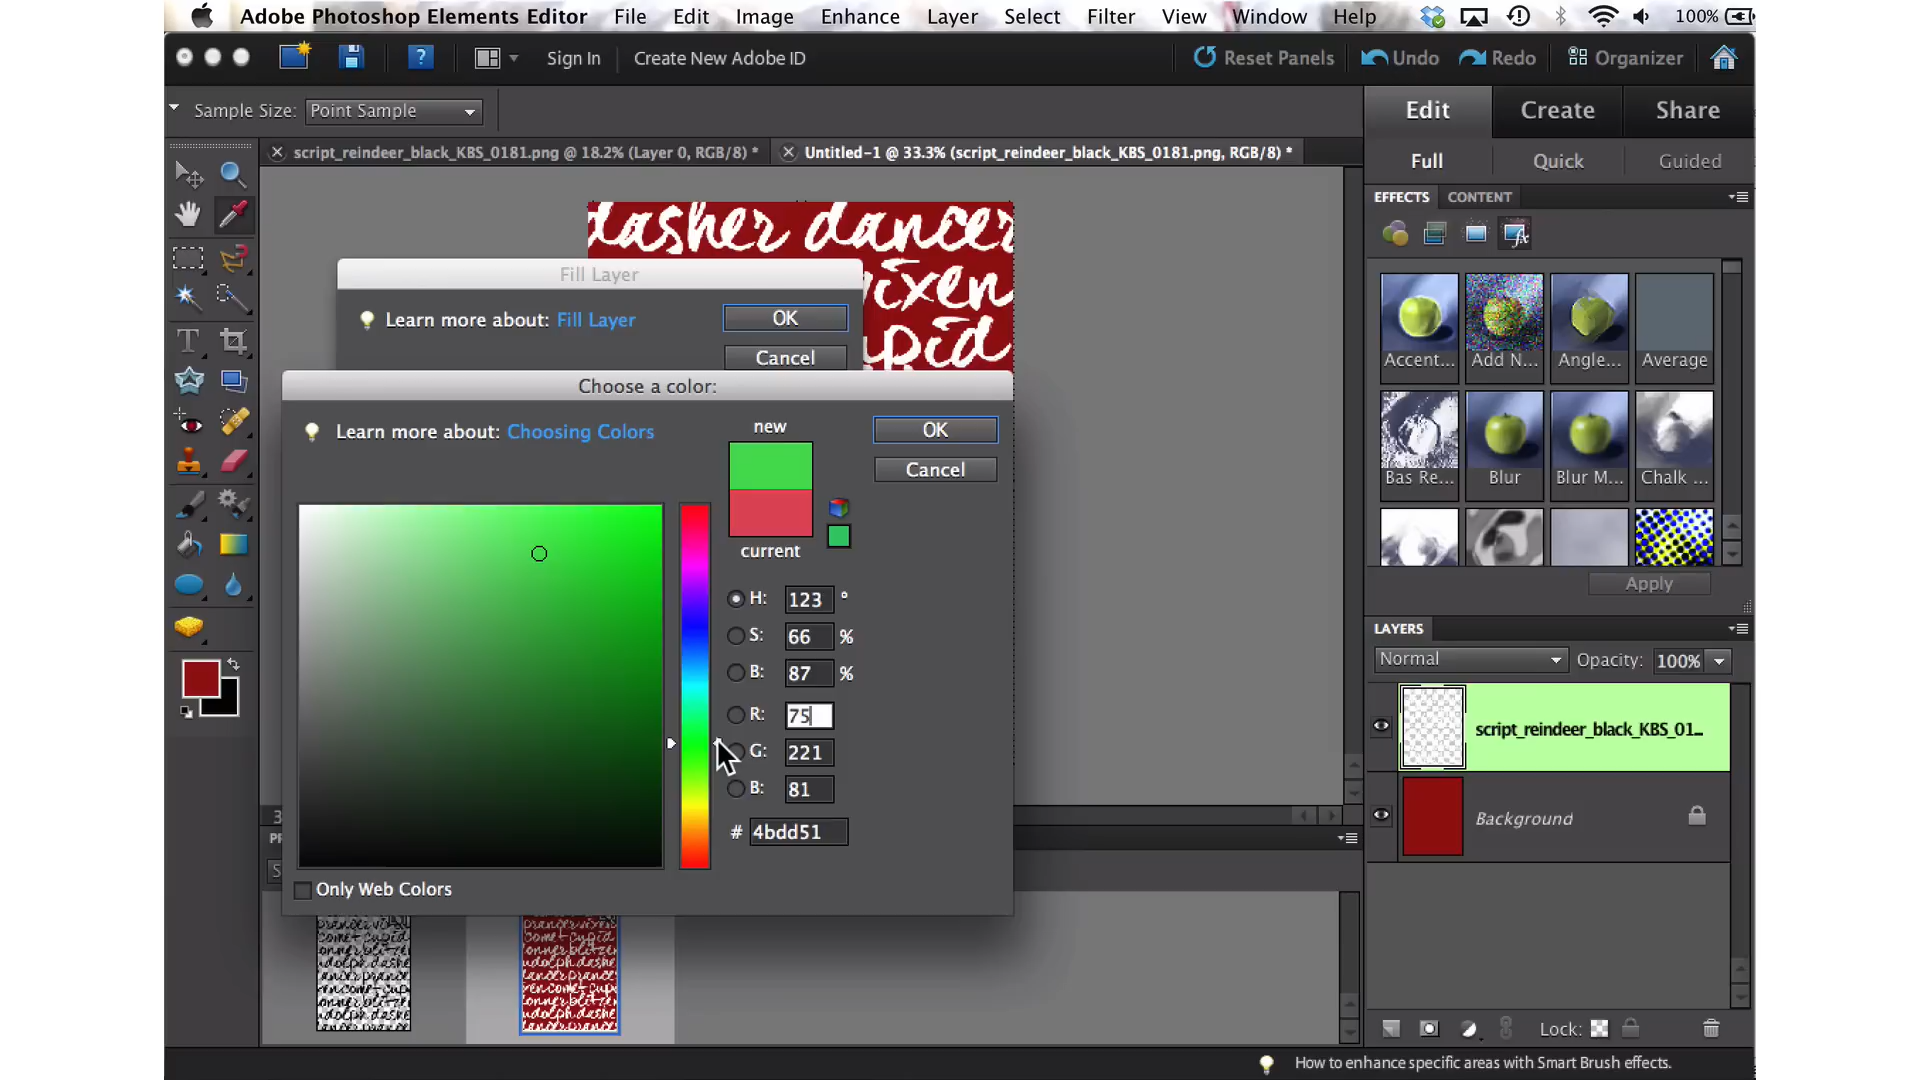 Adobe Photoshop Elements Editor File Edit Image Enhance Layer Select Filter View Window Help 100%
? Sign In Create New Adobe ID Reset Panels Undo Redo Organizer
Sample Size: Point Sample
Edit Create Share
script_reindeer_black_KBS_0181.png @ 18.2% (Layer 0, RGB/8) *
Untitled-1 @ 33.3% (script_reindeer_black_KBS_0181.png, RGB/8) *
Full Quick Guided
EFFECTS CONTENT
dasher dancer
vixen
cupid
Fill Layer
Learn more about: Fill Layer
OK
Cancel
Choose a color:
Learn more about: Choosing Colors
new
current
OK
Cancel
H: 123 °
S: 66 %
B: 87 %
R: 75
G: 221
B: 81
# 4bdd51
Only Web Colors
Accent... Add N... Angle... Average
Bas Re... Blur Blur M... Chalk ...
Apply
LAYERS
Normal Opacity: 100%
script_reindeer_black_KBS_01...
Background
Lock:
How to enhance specific areas with Smart Brush effects.